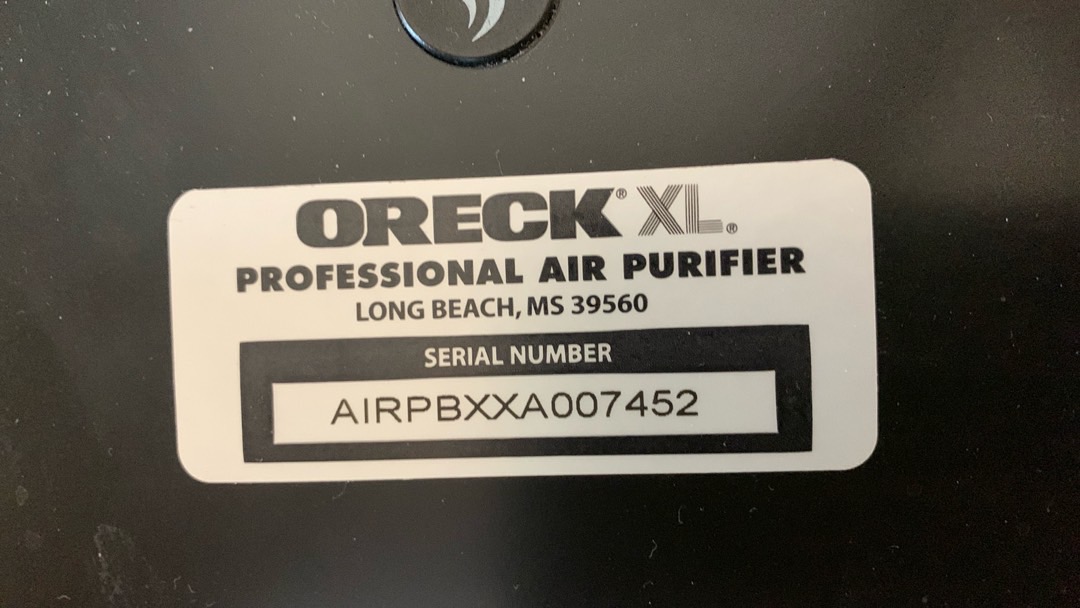 ORECK® XL®
PROFESSIONAL AIR PURIFIER
LONG BEACH, MS 39560
SERIAL NUMBER
AIRPBXXA007452